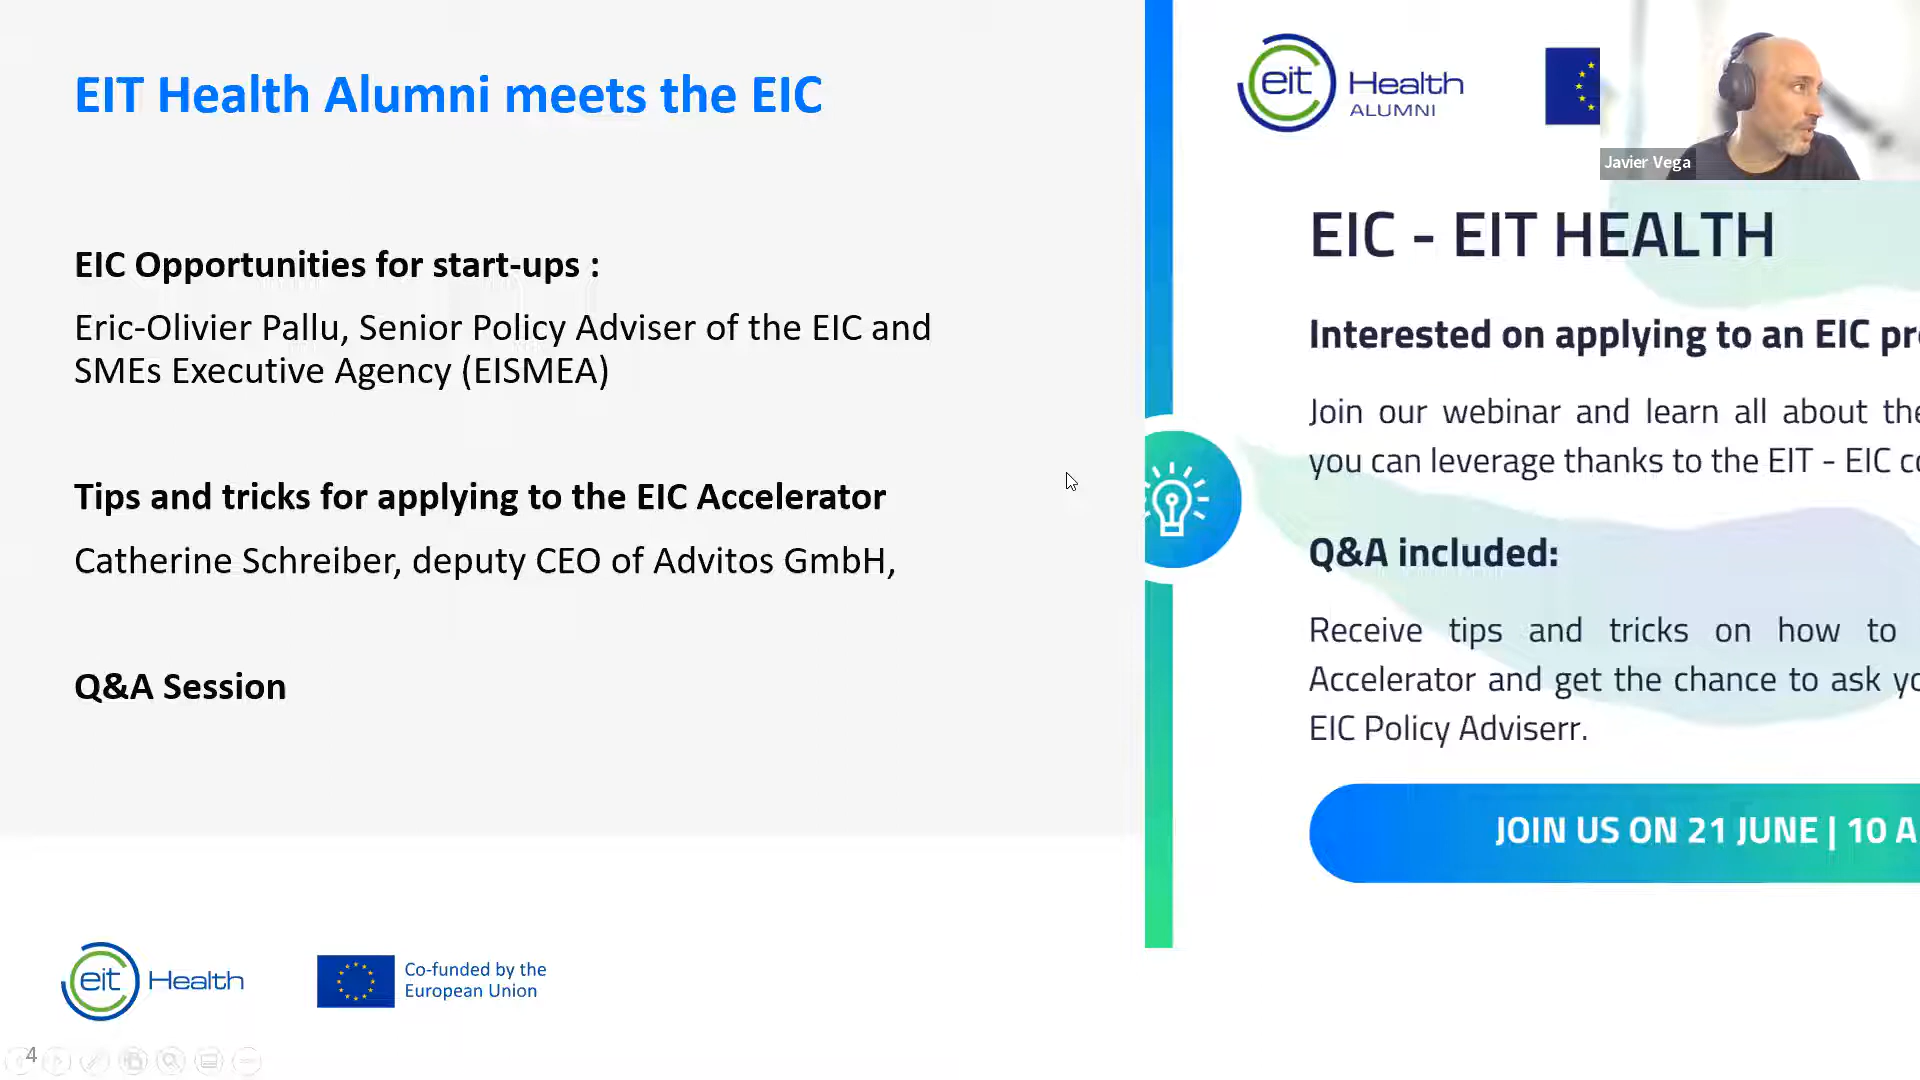 EIT Health Alumni meets the EIC
EIC Opportunities for start-ups :
Eric-Olivier Pallu, Senior Policy Adviser of the EIC and
SMEs Executive Agency (EISMEA)
Tips and tricks for applying to the EIC Accelerator
Catherine Schreiber, deputy CEO of Advitos GmbH,
Q&A Session
eit Health
Co-funded by the
European Union
4
eit Health
ALUMNI
Javier Vega
EIC - EIT HEALTH
Interested on applying to an EIC pr
Join our webinar and learn all about the
you can leverage thanks to the EIT - EIC co
Q&A included:
Receive tips and tricks on how to
Accelerator and get the chance to ask yo
EIC Policy Adviserr.
JOIN US ON 21 JUNE | 10 A